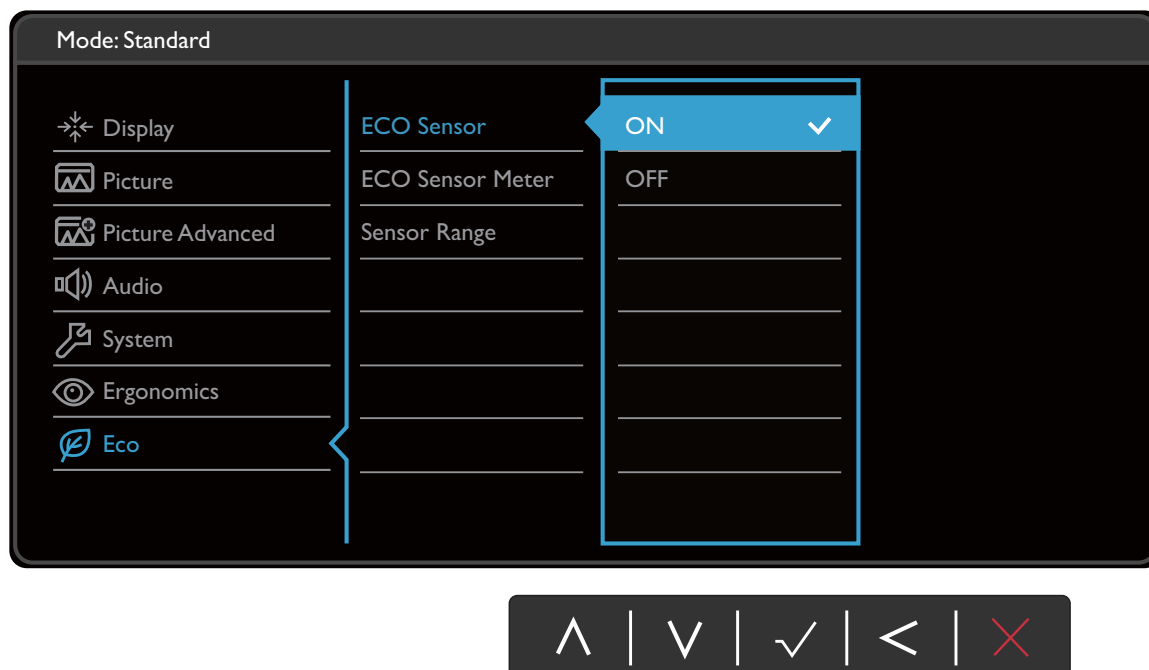 Mode: Standard
Display
Picture
Picture Advanced
Audio
System
Ergonomics
Eco
ECO Sensor
ECO Sensor Meter
Sensor Range
ON
OFF